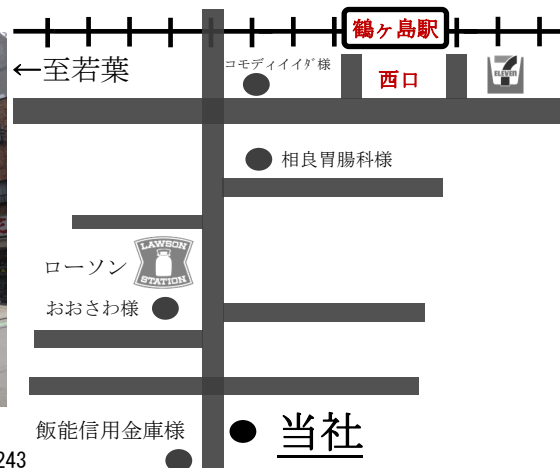 鶴ヶ島駅
←至若葉
コモディイイダ様
西口
7
ELEVEN
相良胃腸科様
ローソン
LAWSON
STATION
おおさわ様
飯能信用金庫様
当社
243